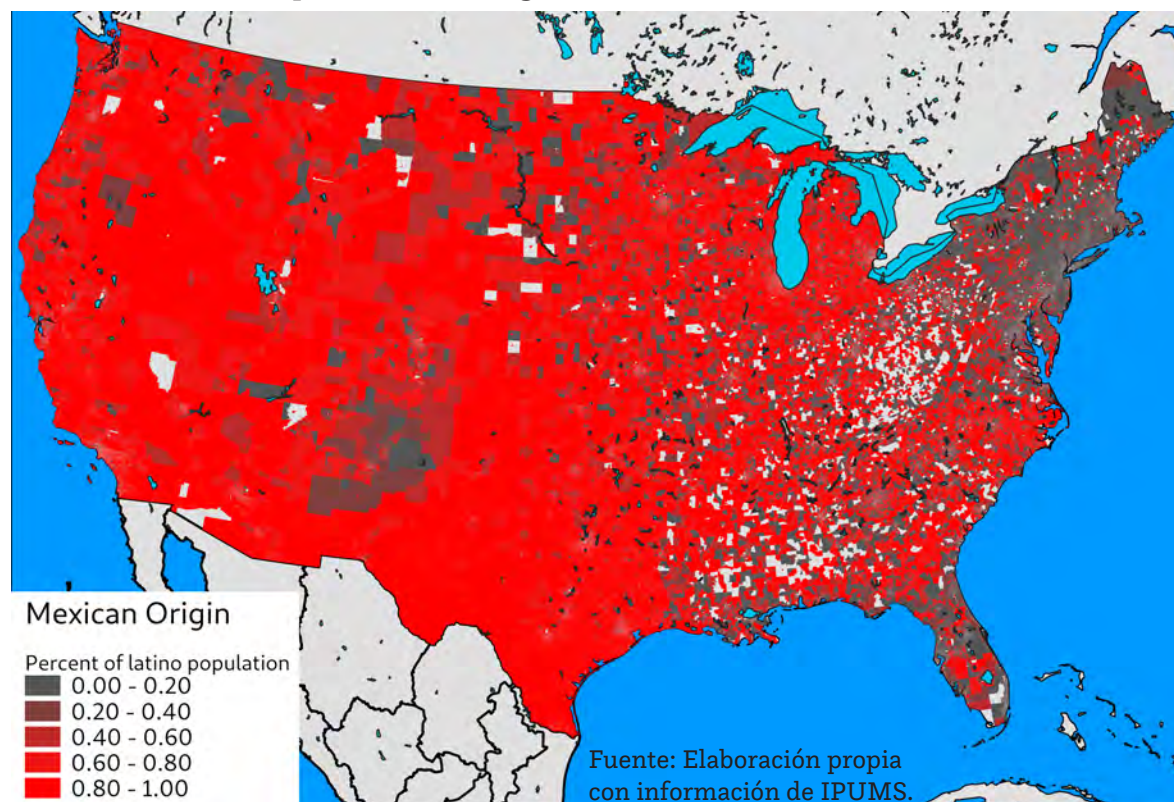 Mexican Origin
Percent of latino population
0.00 - 0.20
0.20 - 0.40
0.40 - 0.60
0.60 - 0.80
0.80 - 1.00
Fuente: Elaboración propia
con información de IPUMS.